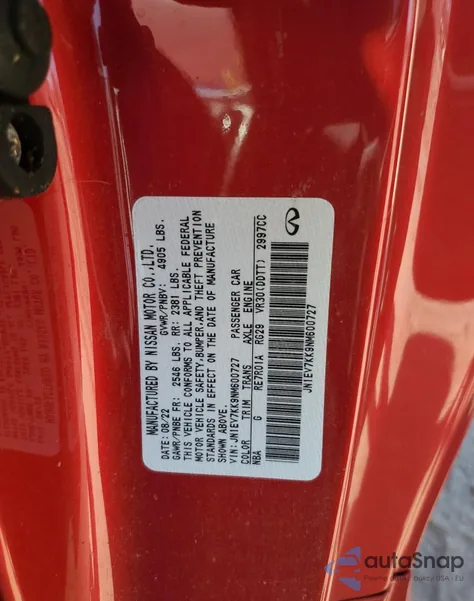 MANUFACTURED BY NISSAN MOTOR CO.,LTD.
DATE: 08/22 GVWR/PNBV: 4905 LBS.
GAWR/PNBE FR: 2546 LBS. RR: 2381 LBS.
THIS VEHICLE CONFORMS TO ALL APPLICABLE FEDERAL
MOTOR VEHICLE SAFETY,BUMPER,AND THEFT PREVENTION
STANDARDS IN EFFECT ON THE DATE OF MANUFACTURE
SHOWN ABOVE.
VIN: JN1EV7KK9NM600727 PASSENGER CAR
COLOR TRIM TRANS AXLE ENGINE
NBA G RE7R01A RG29 VR30(DDTT) 2997CC
JN1EV7KK9NM600727
autoSnap